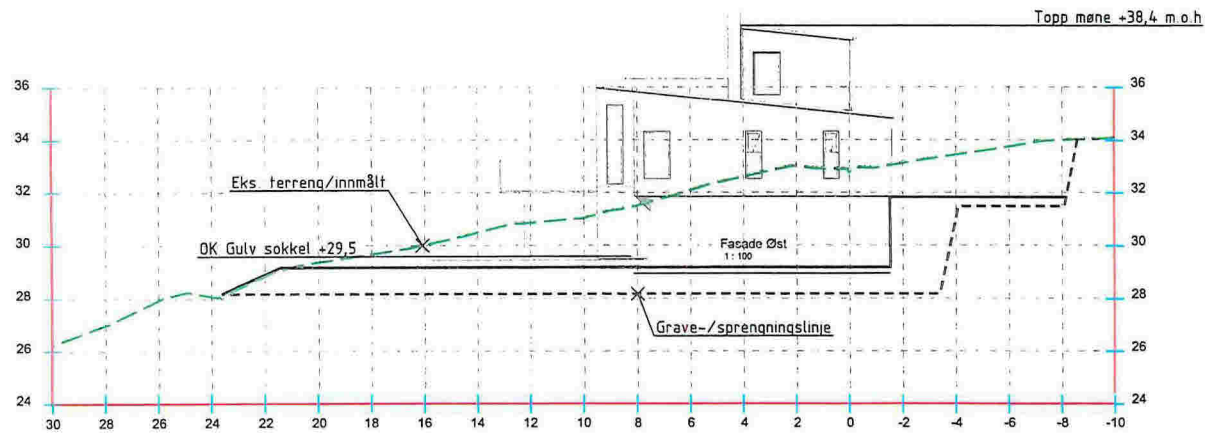 Topp møne +38,4 m.o.h
36 36
34 34
Eks. terreng/innmålt
32 32
OK Gulv sokkel +29,5
30 30
Fasade Øst
1 : 100
28 28
Grave-/sprengningslinje
26 26
24 24
30 28 26 24 22 20 18 16 14 12 10 8 6 4 2 0 -2 -4 -6 -8 -10